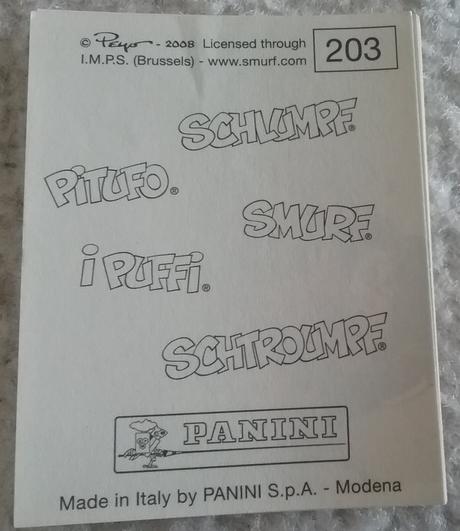 © Peyo - 2008 Licensed through
I.M.P.S. (Brussels) - www.smurf.com
203
SCHLUMPF®
PiTUFO®
SMURF®
i PUFFi®
SCHTROUMPF®
PANINI
Made in Italy by PANINI S.p.A. - Modena